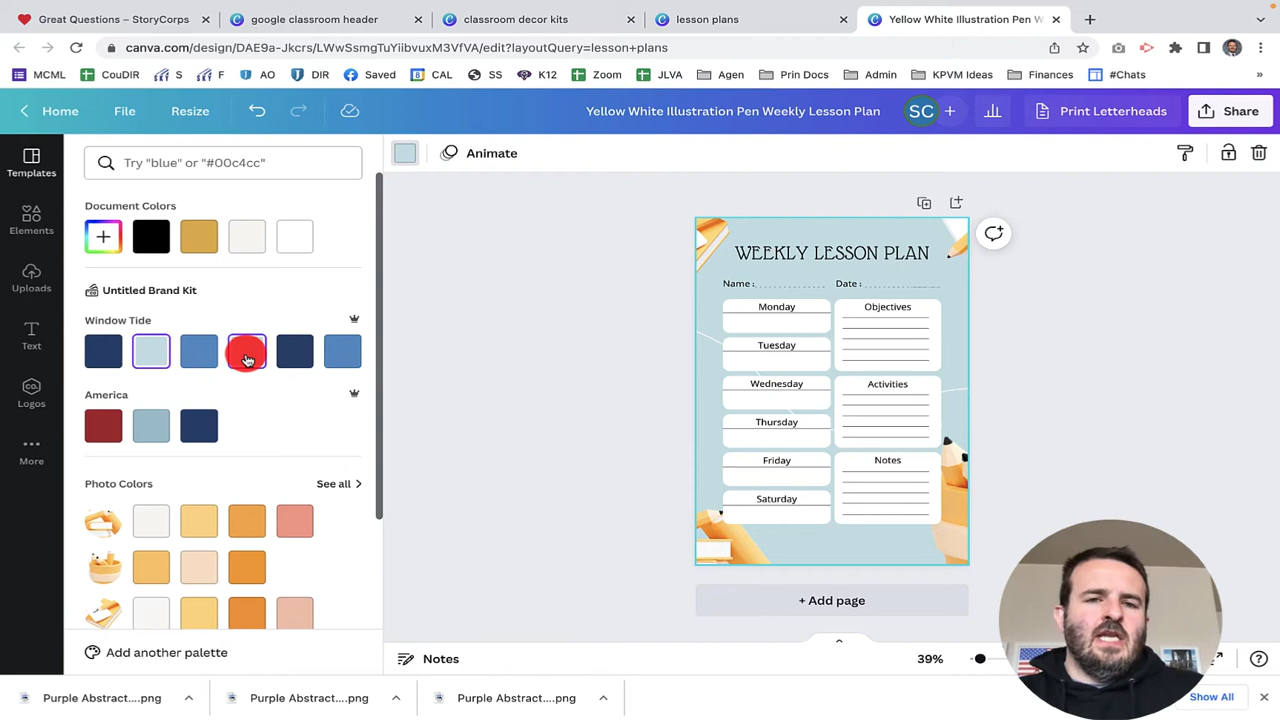 Great Questions – StoryCorps
google classroom header
classroom decor kits
lesson plans
Yellow White Illustration Pen W
canva.com/design/DAE9a-Jkcrs/LWwSsmgTuYiibvuxM3VfVA/edit?layoutQuery=lesson+plans
MCML CouDIR S F AO DIR Saved CAL SS K12 Zoom JLVA Agen Prin Docs Admin KPVM Ideas Finances #Chats »
Home File Resize Yellow White Illustration Pen Weekly Lesson Plan SC + Print Letterheads Share
Templates
Elements
Uploads
Text
Logos
More
Try "blue" or "#00c4cc"
Document Colors
Untitled Brand Kit
Window Tide
America
Photo Colors See all
Add another palette
Animate
WEEKLY LESSON PLAN
Name : Date :
Monday
Tuesday
Wednesday
Thursday
Friday
Saturday
Objectives
Activities
Notes
+ Add page
Notes 39%
Purple Abstract....png Purple Abstract....png Purple Abstract....png Show All